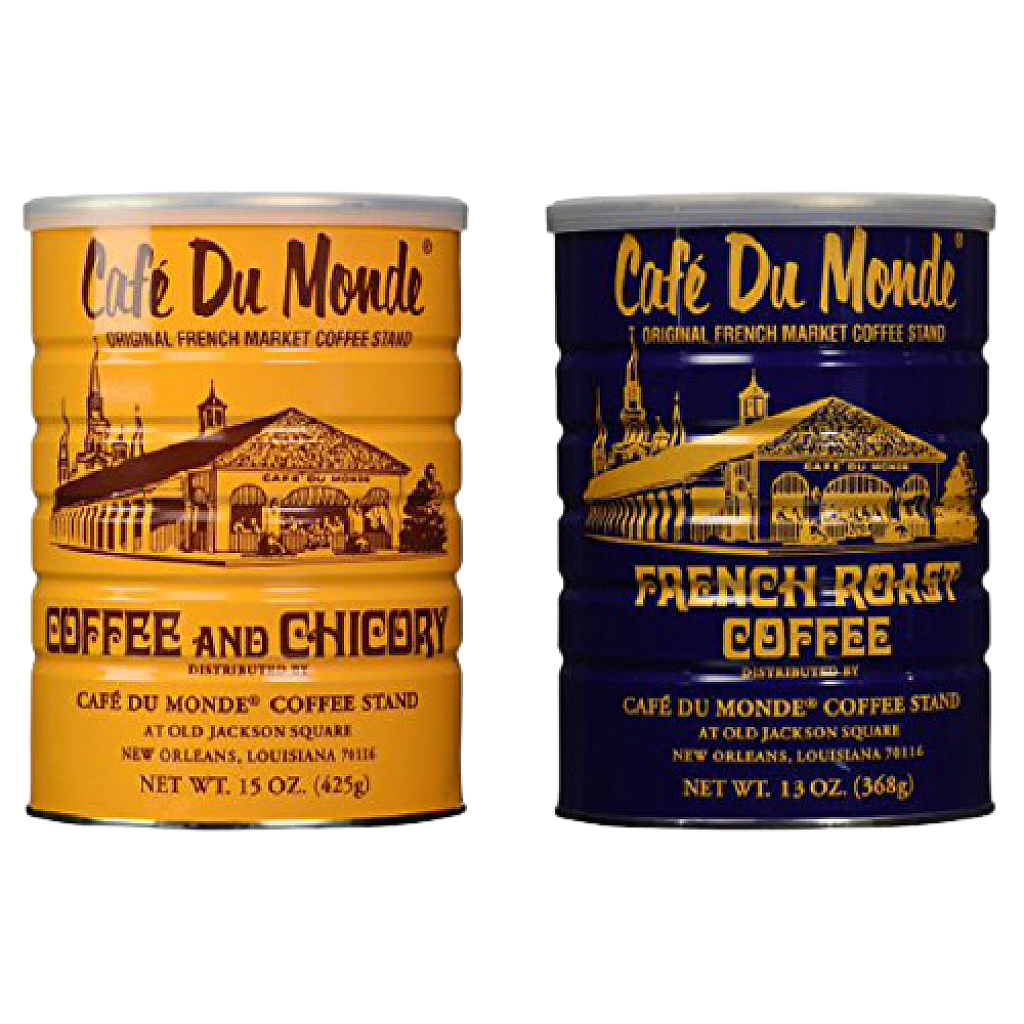 Café Du Monde®
ORIGINAL FRENCH MARKET COFFEE STAND
CAFE DU MONDE
COFFEE AND CHICORY
DISTRIBUTED BY
CAFÉ DU MONDE® COFFEE STAND
AT OLD JACKSON SQUARE
NEW ORLEANS, LOUISIANA 70116
NET WT. 15 OZ. (425g)
Café Du Monde®
ORIGINAL FRENCH MARKET COFFEE STAND
CAFE DU MONDE
FRENCH ROAST
COFFEE
DISTRIBUTED BY
CAFÉ DU MONDE® COFFEE STAND
AT OLD JACKSON SQUARE
NEW ORLEANS, LOUISIANA 70116
NET WT. 13 OZ. (368g)